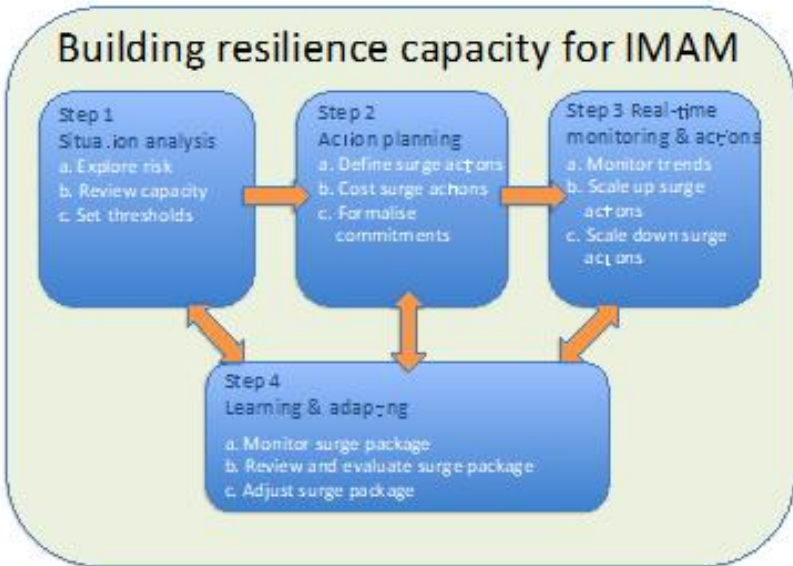 Building resilience capacity for IMAM
Step 1
Situation analysis
a. Explore risk
b. Review capacity
c. Set thresholds
Step 2
Action planning
a. Define surge actions
b. Cost surge actions
c. Formalise
commitments
Step 3 Real-time
monitoring & actions
a. Monitor trends
b. Scale up surge
actions
c. Scale down surge
actions
Step 4
Learning & adapting
a. Monitor surge package
b. Review and evaluate surge package
c. Adjust surge package